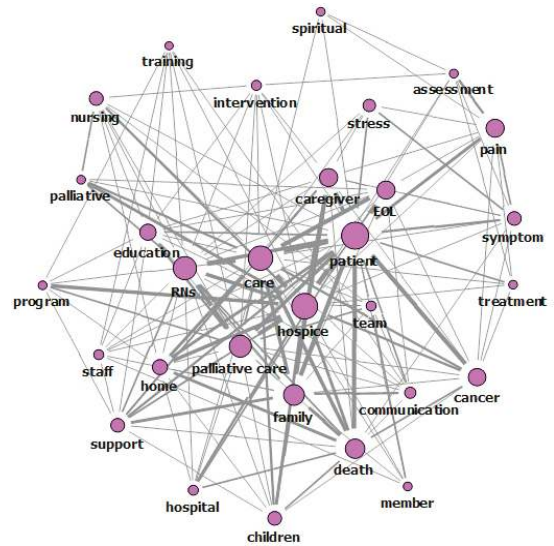 spiritual
training
assessment
intervention
nursing
stress
pain
palliative
caregiver
EOL
symptom
education
patient
care
RNs
program
treatment
hospice
team
staff
palliative care
home
cancer
communication
family
support
death
member
hospital
children